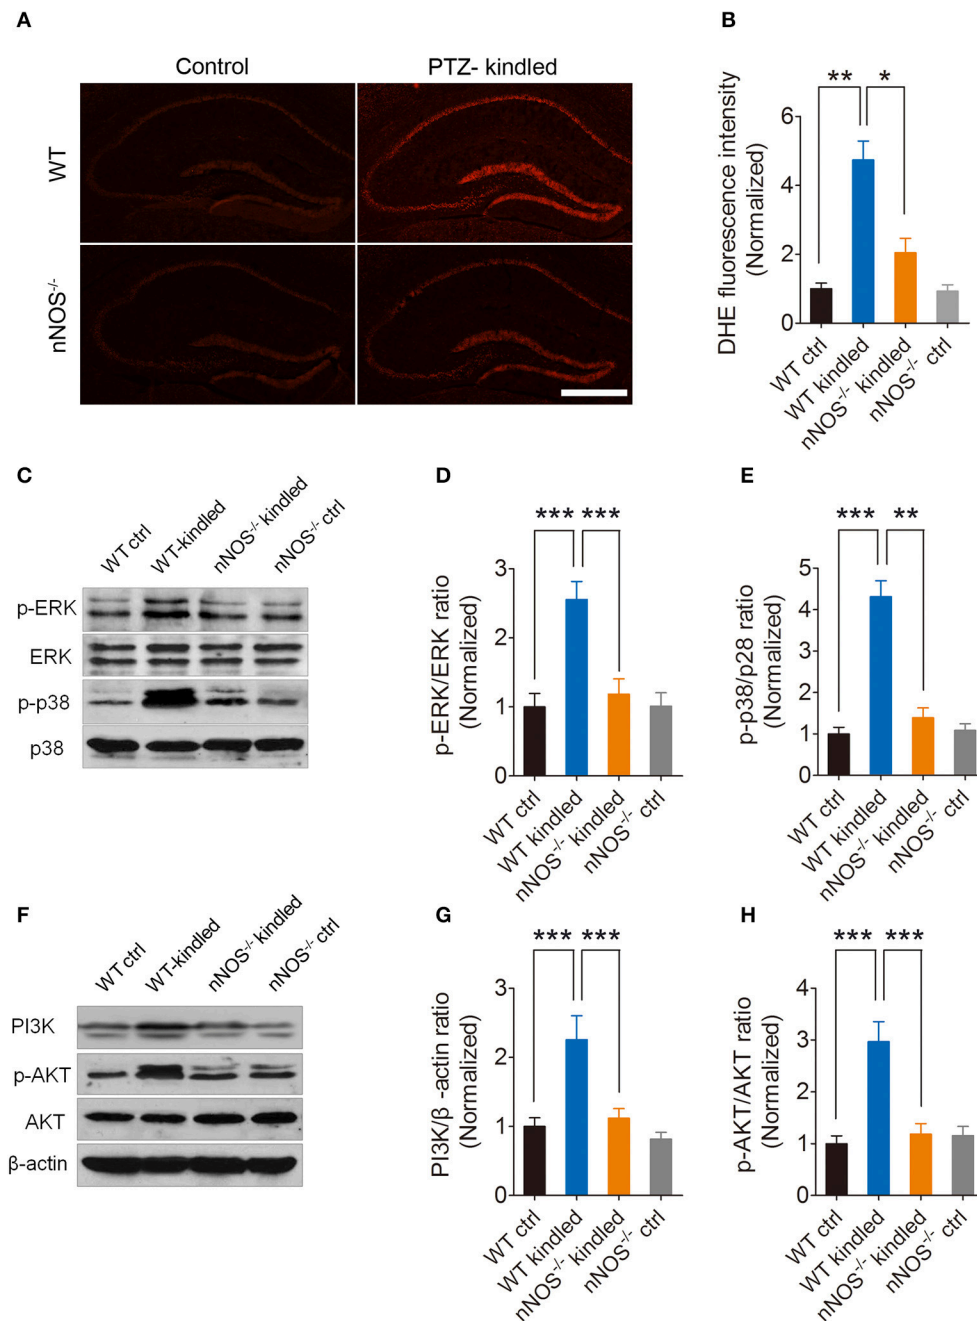 A
Control
PTZ- kindled
WT
nNOS-/-
B
** *
DHE fluorescence intensity
(Normalized)
6
4
2
0
WT ctrl
WT kindled
nNOS-/- kindled
nNOS-/- ctrl
C
WT ctrl
WT-kindled
nNOS-/- kindled
nNOS-/- ctrl
p-ERK
ERK
p-p38
p38
D
*** ***
p-ERK/ERK ratio
(Normalized)
3
2
1
0
WT ctrl
WT kindled
nNOS-/- kindled
nNOS-/- ctrl
E
*** **
p-p38/p28 ratio
(Normalized)
5
4
3
2
1
0
WT ctrl
WT kindled
nNOS-/- kindled
nNOS-/- ctrl
F
WT ctrl
WT-kindled
nNOS-/- kindled
nNOS-/- ctrl
PI3K
p-AKT
AKT
β-actin
G
*** ***
PI3K/β -actin ratio
(Normalized)
3
2
1
0
WT ctrl
WT kindled
nNOS-/- kindled
nNOS-/- ctrl
H
*** ***
p-AKT/AKT ratio
(Normalized)
4
3
2
1
0
WT ctrl
WT kindled
nNOS-/- kindled
nNOS-/- ctrl